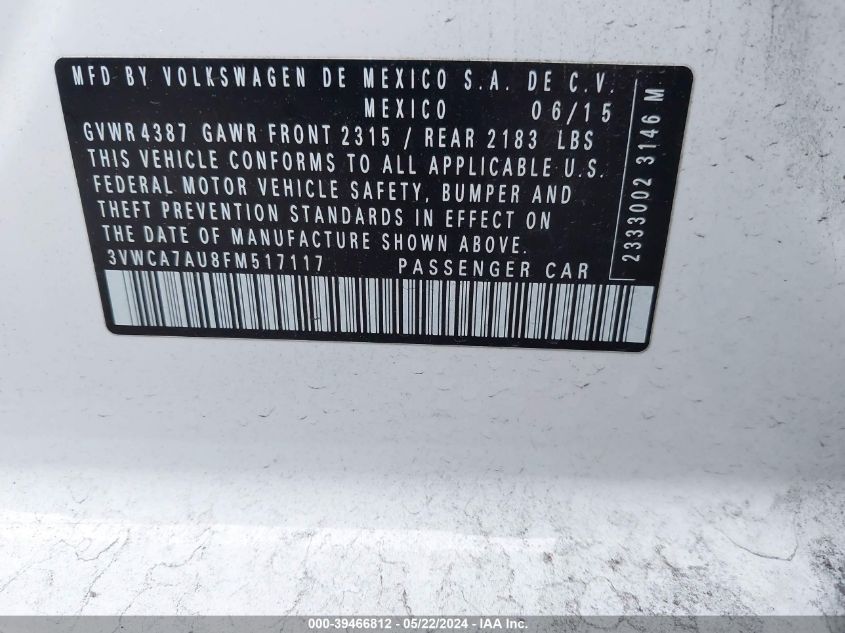 MFD BY VOLKSWAGEN DE MEXICO S.A. DE C.V.
MEXICO 06/15
GVWR 4387 GAWR FRONT 2315 / REAR 2183 LBS
THIS VEHICLE CONFORMS TO ALL APPLICABLE U.S.
FEDERAL MOTOR VEHICLE SAFETY, BUMPER AND
THEFT PREVENTION STANDARDS IN EFFECT ON
THE DATE OF MANUFACTURE SHOWN ABOVE.
3VWCA7AU8FM517117 PASSENGER CAR
2333002 3146 M
000-39466812 - 05/22/2024 - IAA Inc.